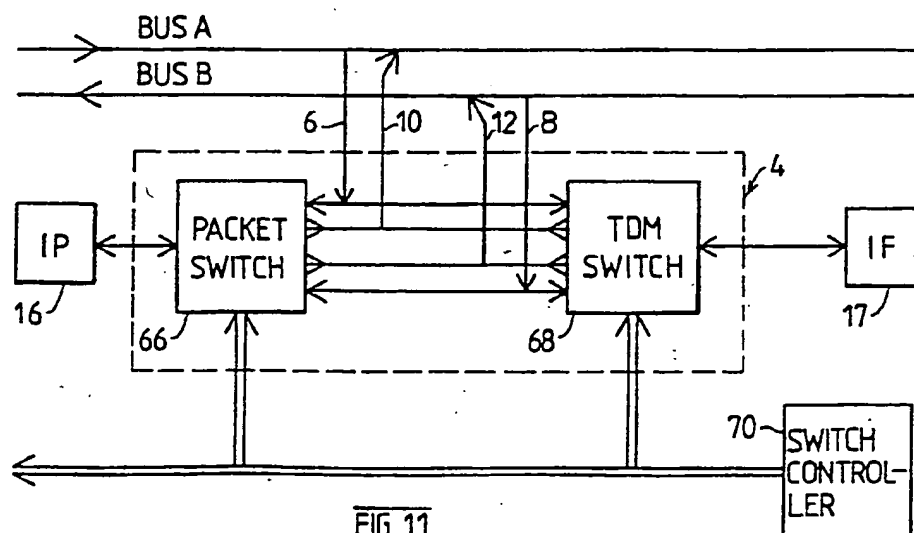 BUS A
BUS B
6
10
12
8
4
IP
16
PACKET
SWITCH
66
TDM
SWITCH
68
IF
17
70
SWITCH
CONTROL-
LER
FIG 11